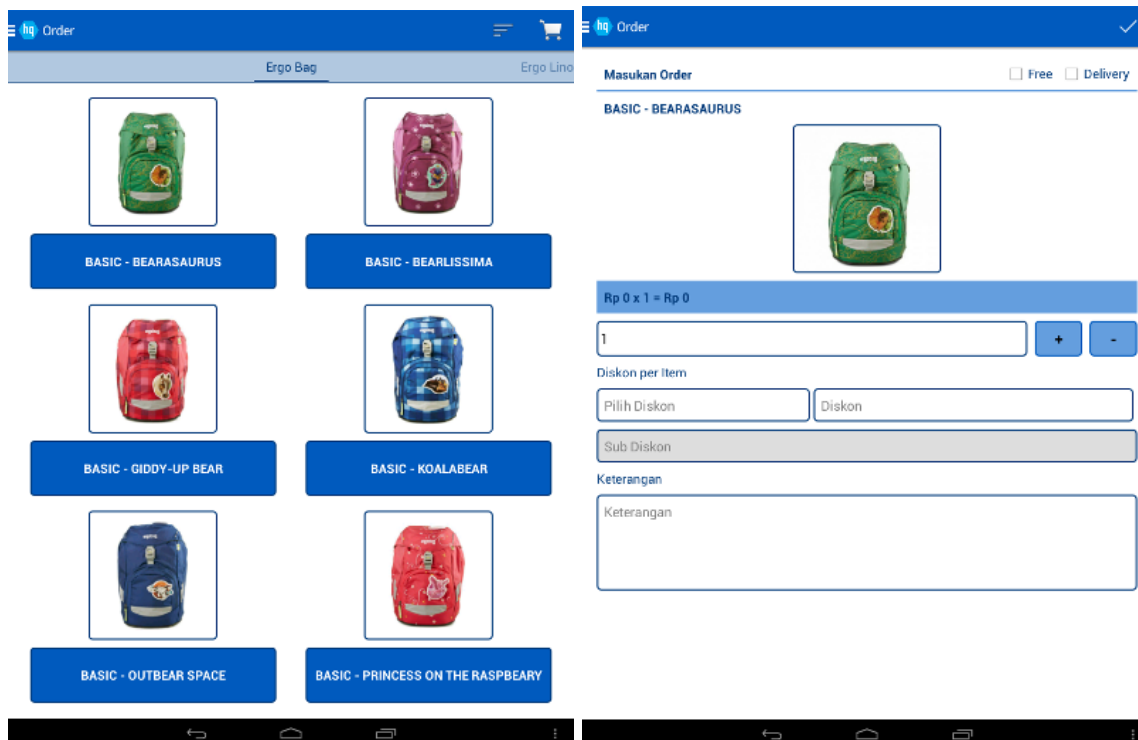 hq Order
Ergo Bag
Ergo Lino
BASIC - BEARASAURUS
BASIC - BEARLISSIMA
BASIC - GIDDY-UP BEAR
BASIC - KOALABEAR
BASIC - OUTBEAR SPACE
BASIC - PRINCESS ON THE RASPBEARY
hq Order
Masukan Order
Free
Delivery
BASIC - BEARASAURUS
Rp 0 x 1 = Rp 0
1
+
-
Diskon per Item
Pilih Diskon
Diskon
Sub Diskon
Keterangan
Keterangan